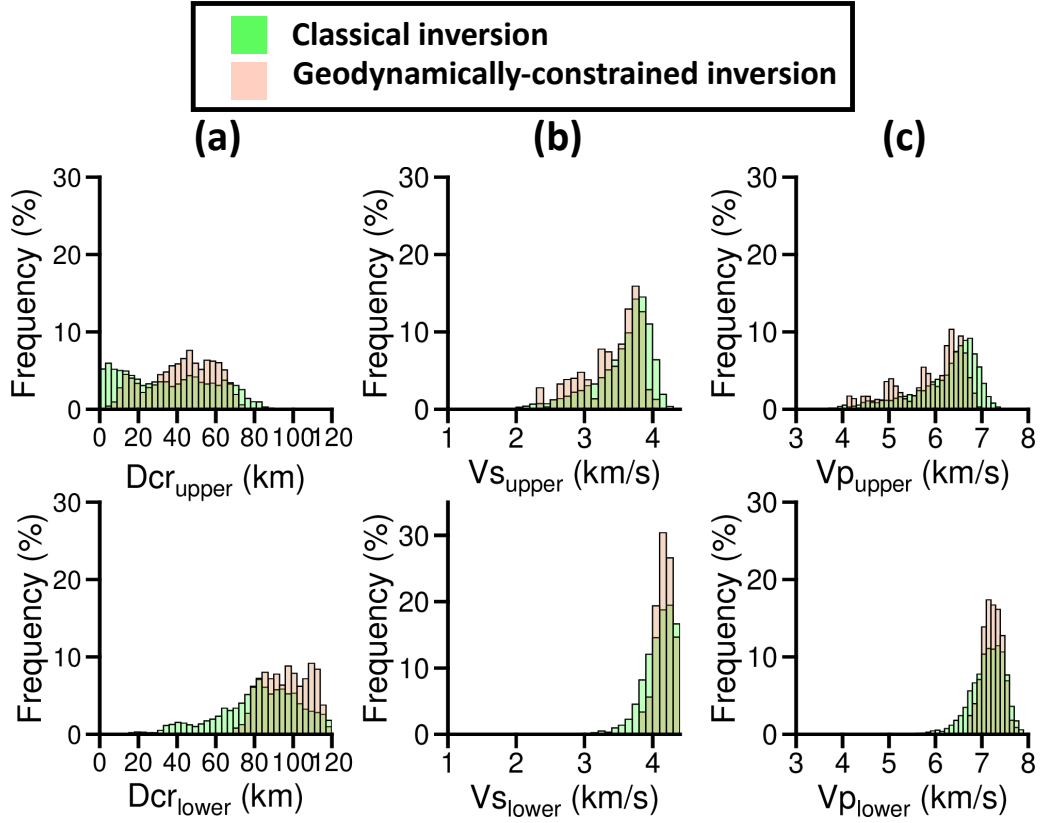 Classical inversion
Geodynamically-constrained inversion
(a)
(b)
(c)
Frequency (%)
30
20
10
0
0 20 40 60 80 100 120
Dcr_upper (km)
Frequency (%)
30
20
10
0
1 2 3 4
Vs_upper (km/s)
Frequency (%)
30
20
10
0
3 4 5 6 7 8
Vp_upper (km/s)
Frequency (%)
30
20
10
0
0 20 40 60 80 100 120
Dcr_lower (km)
Frequency (%)
30
20
10
0
1 2 3 4
Vs_lower (km/s)
Frequency (%)
30
20
10
0
3 4 5 6 7 8
Vp_lower (km/s)